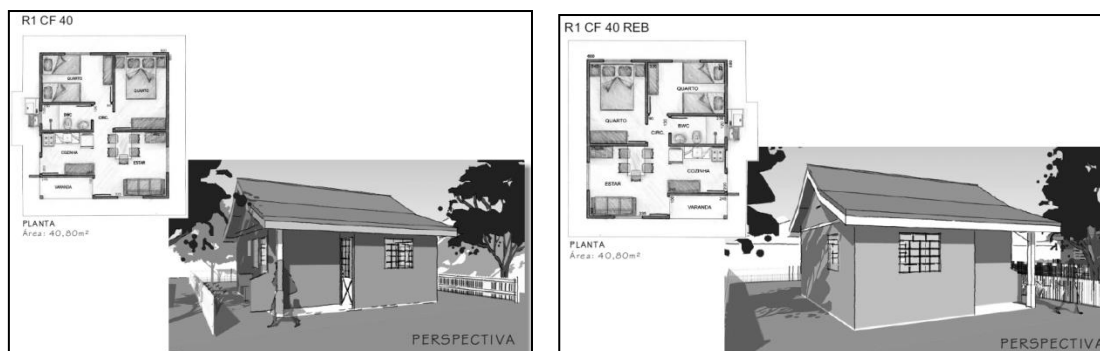 R1 CF 40
QUARTO
QUARTO
BWC
CIRC.
COZINHA
ESTAR
VARANDA
PLANTA
Área: 40,80m²
PERSPECTIVA
R1 CF 40 REB
QUARTO
QUARTO
CIRC.
BWC
COZINHA
ESTAR
VARANDA
PLANTA
Área: 40,80m²
PERSPECTIVA